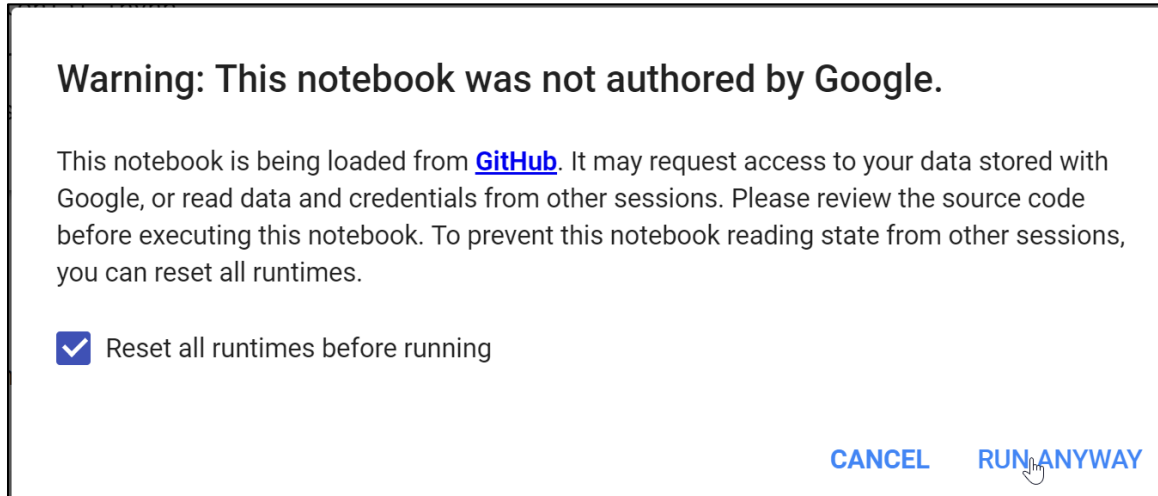 Warning: This notebook was not authored by Google.
This notebook is being loaded from GitHub. It may request access to your data stored with
Google, or read data and credentials from other sessions. Please review the source code
before executing this notebook. To prevent this notebook reading state from other sessions,
you can reset all runtimes.
Reset all runtimes before running
CANCEL RUN ANYWAY